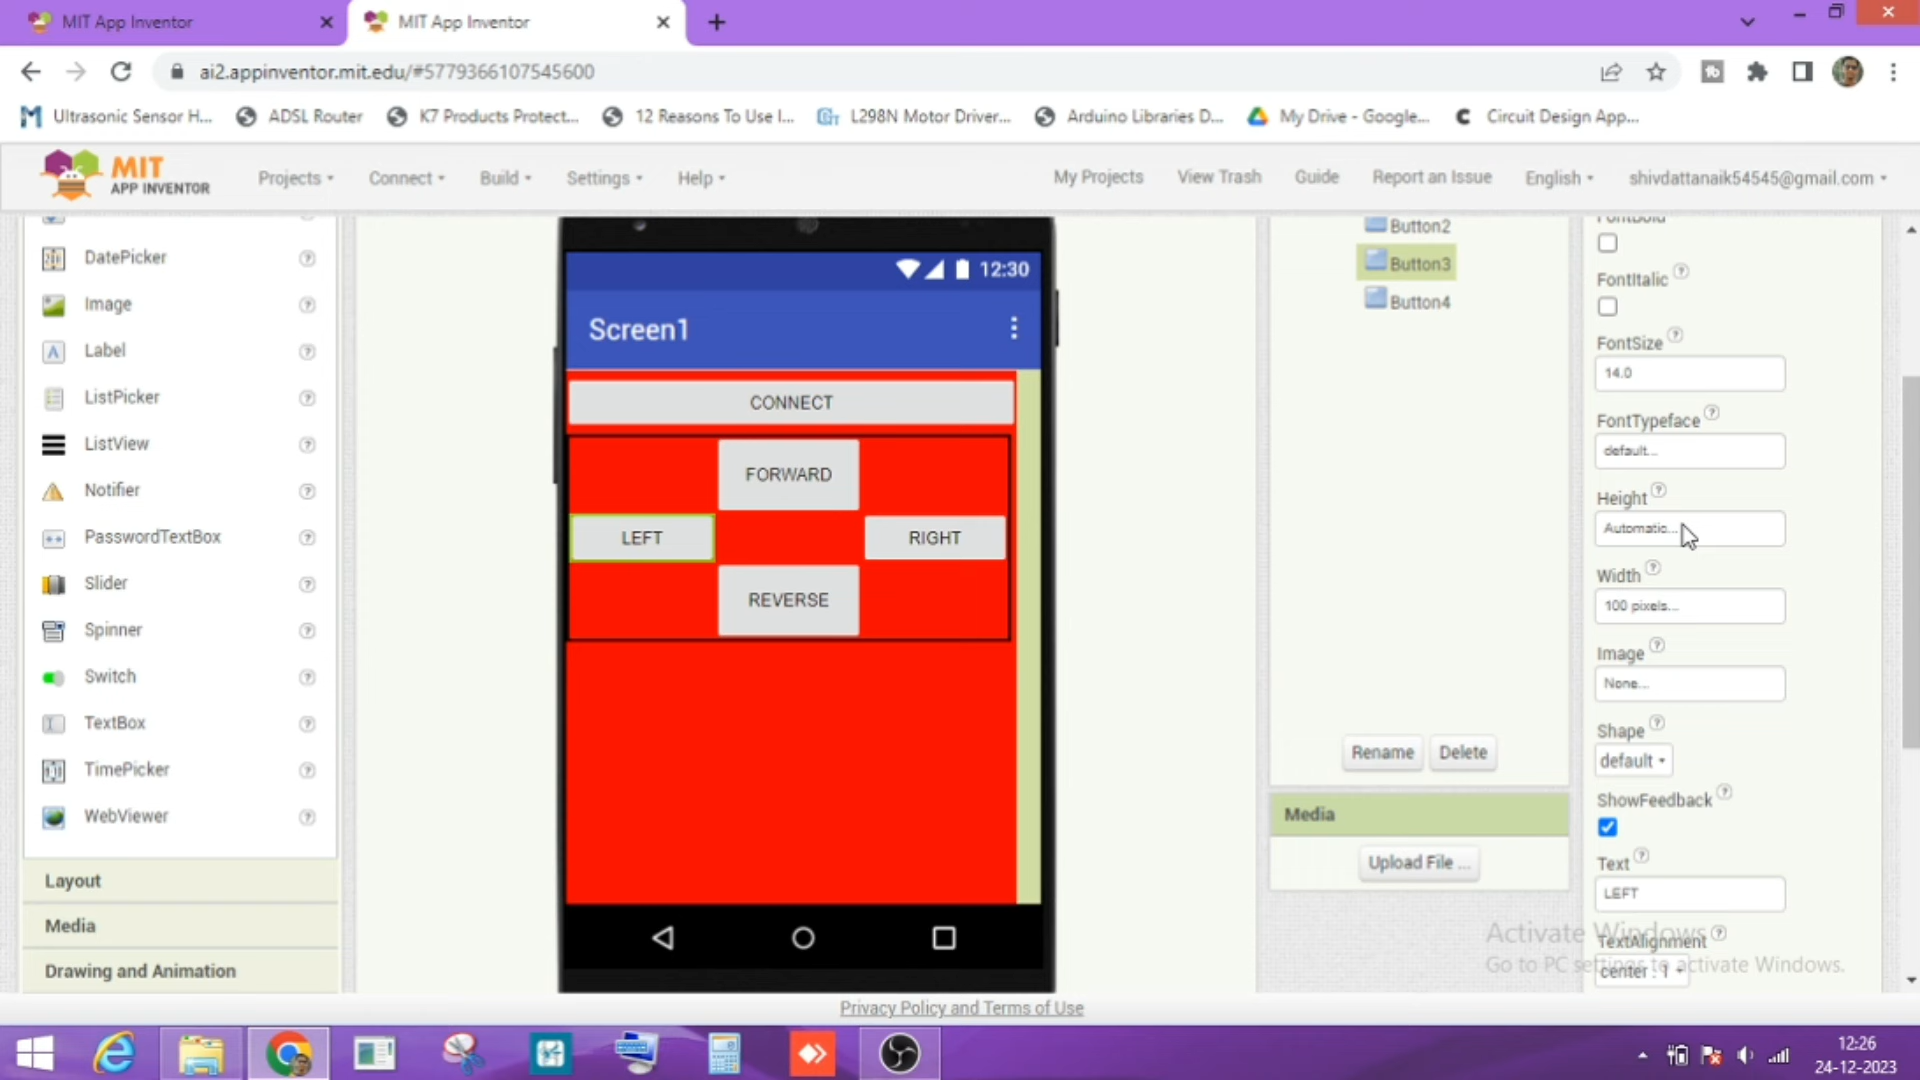 MIT App Inventor
MIT App Inventor
ai2.appinventor.mit.edu/#5779366107545600
Ultrasonic Sensor H...
ADSL Router
K7 Products Protect...
12 Reasons To Use I...
L298N Motor Driver...
Arduino Libraries D...
My Drive - Google...
Circuit Design App...
MIT
APP INVENTOR
Projects
Connect
Build
Settings
Help
My Projects
View Trash
Guide
Report an Issue
English
shivdattanaik54545@gmail.com
DatePicker
Image
Label
ListPicker
ListView
Notifier
PasswordTextBox
Slider
Spinner
Switch
TextBox
TimePicker
WebViewer
Layout
Media
Drawing and Animation
12:30
Screen1
CONNECT
FORWARD
LEFT
RIGHT
REVERSE
Button2
Button3
Button4
Rename
Delete
Media
Upload File ...
FontBold
FontItalic
FontSize
14.0
FontTypeface
default...
Height
Automatic...
Width
100 pixels...
Image
None...
Shape
default
ShowFeedback
Text
LEFT
TextAlignment
center : 1
Activate Windows
Go to PC settings to activate Windows.
Privacy Policy and Terms of Use
12:26
24-12-2023